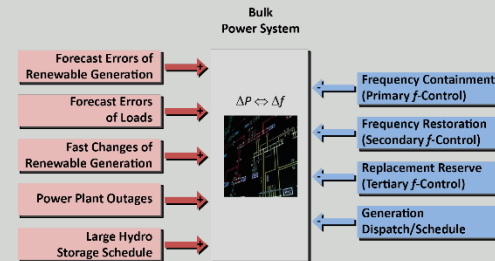 Bulk
Power System
Forecast Errors of
Renewable Generation
Forecast Errors
of Loads
Fast Changes of
Renewable Generation
Power Plant Outages
Large Hydro
Storage Schedule
ΔP ⇔ Δf
Frequency Containment
(Primary f-Control)
Frequency Restoration
(Secondary f-Control)
Replacement Reserve
(Tertiary f-Control)
Generation
Dispatch/Schedule